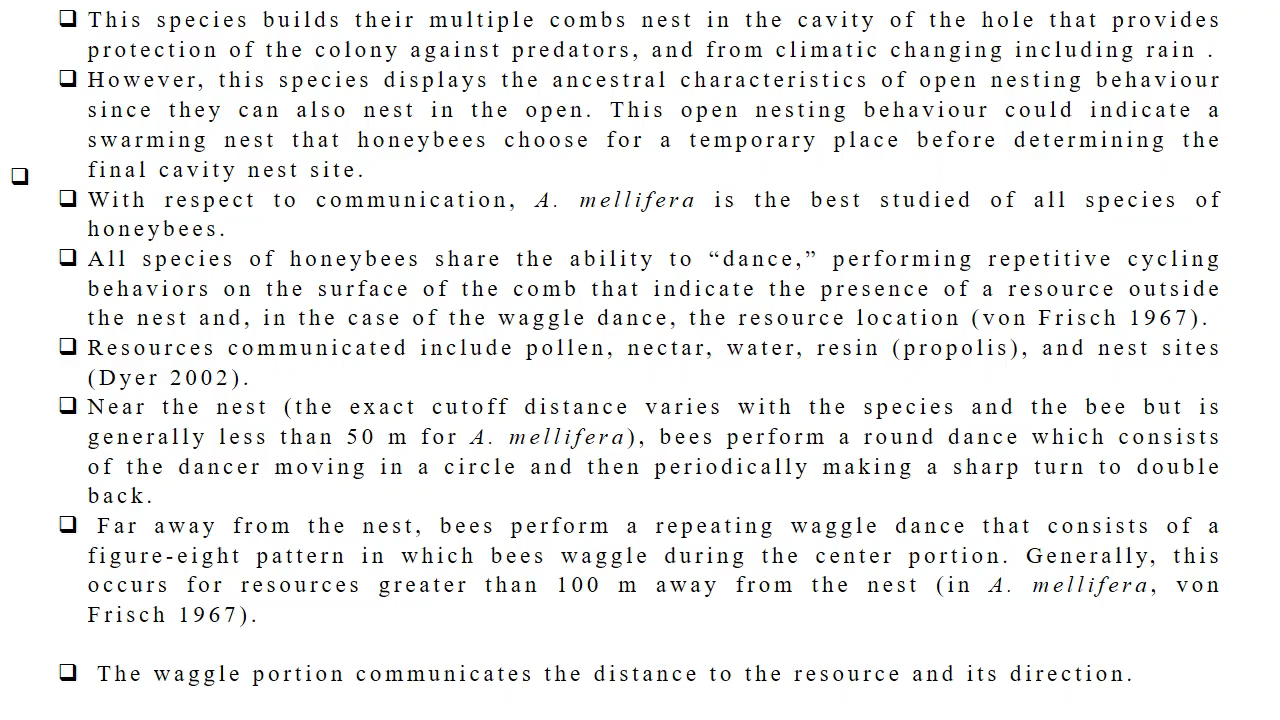 ❑ This species builds their multiple combs nest in the cavity of the hole that provides
protection of the colony against predators, and from climatic changing including rain .
❑ However, this species displays the ancestral characteristics of open nesting behaviour
since they can also nest in the open. This open nesting behaviour could indicate a
swarming nest that honeybees choose for a temporary place before determining the
final cavity nest site.
❑
❑ With respect to communication, A. mellifera is the best studied of all species of
honeybees.
❑ All species of honeybees share the ability to “dance,” performing repetitive cycling
behaviors on the surface of the comb that indicate the presence of a resource outside
the nest and, in the case of the waggle dance, the resource location (von Frisch 1967).
❑ Resources communicated include pollen, nectar, water, resin (propolis), and nest sites
(Dyer 2002).
❑ Near the nest (the exact cutoff distance varies with the species and the bee but is
generally less than 50 m for A. mellifera), bees perform a round dance which consists
of the dancer moving in a circle and then periodically making a sharp turn to double
back.
❑ Far away from the nest, bees perform a repeating waggle dance that consists of a
figure-eight pattern in which bees waggle during the center portion. Generally, this
occurs for resources greater than 100 m away from the nest (in A. mellifera, von
Frisch 1967).
❑ The waggle portion communicates the distance to the resource and its direction.